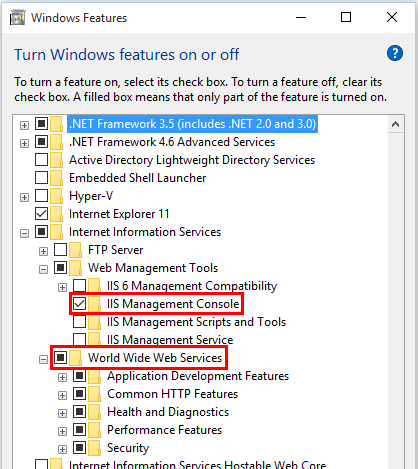 Windows Features
Turn Windows features on or off
?
To turn a feature on, select its check box. To turn a feature off, clear its
check box. A filled box means that only part of the feature is turned on.
.NET Framework 3.5 (includes .NET 2.0 and 3.0)
.NET Framework 4.6 Advanced Services
Active Directory Lightweight Directory Services
Embedded Shell Launcher
Hyper-V
Internet Explorer 11
Internet Information Services
FTP Server
Web Management Tools
IIS 6 Management Compatibility
IIS Management Console
IIS Management Scripts and Tools
IIS Management Service
World Wide Web Services
Application Development Features
Common HTTP Features
Health and Diagnostics
Performance Features
Security
Internet Information Services Hostable Web Core